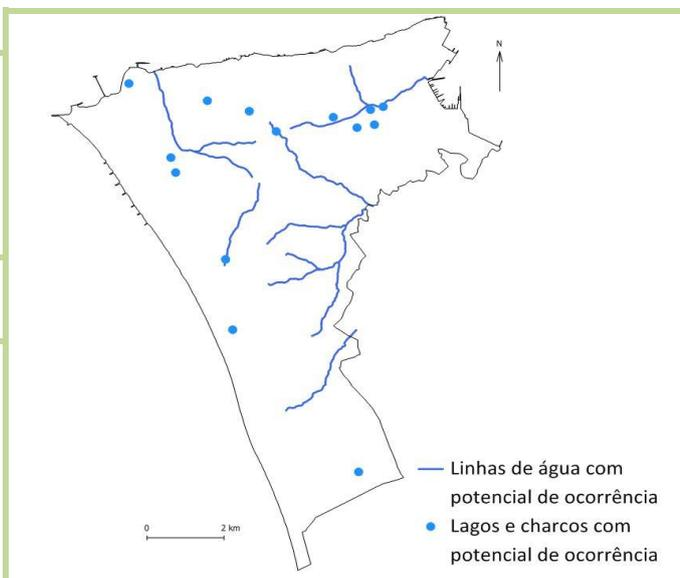 N
Linhas de água com
potencial de ocorrência
Lagos e charcos com
potencial de ocorrência
0 2 km